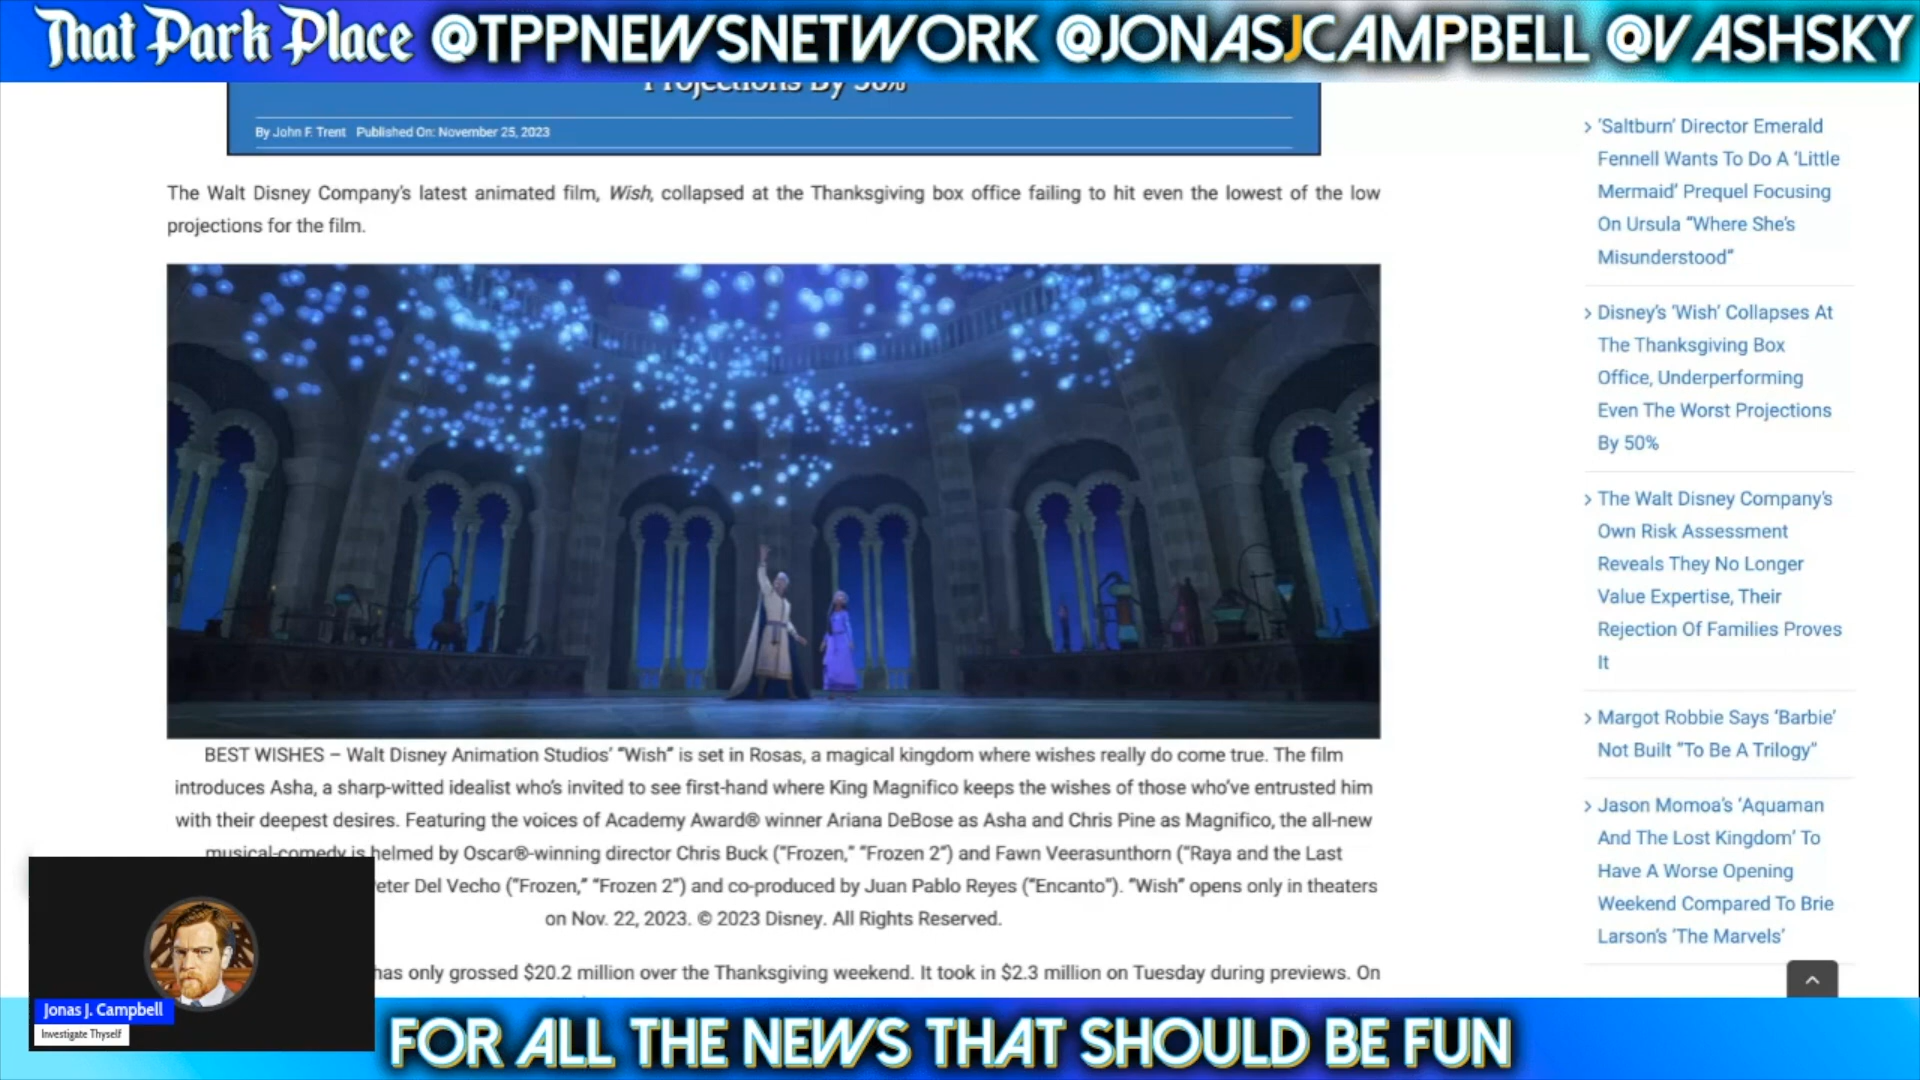 That Park Place @TPPNEWSNETWORK @JONASJCAMPBELL @VASHSKY
Projections By 50%
By John F. Trent Published On: November 25, 2023
The Walt Disney Company's latest animated film, Wish, collapsed at the Thanksgiving box office failing to hit even the lowest of the low
projections for the film.
BEST WISHES – Walt Disney Animation Studios' "Wish" is set in Rosas, a magical kingdom where wishes really do come true. The film
introduces Asha, a sharp-witted idealist who's invited to see first-hand where King Magnifico keeps the wishes of those who've entrusted him
with their deepest desires. Featuring the voices of Academy Award® winner Ariana DeBose as Asha and Chris Pine as Magnifico, the all-new
musical-comedy is helmed by Oscar®-winning director Chris Buck ("Frozen," "Frozen 2") and Fawn Veerasunthorn ("Raya and the Last
eter Del Vecho ("Frozen," "Frozen 2") and co-produced by Juan Pablo Reyes ("Encanto"). "Wish" opens only in theaters
on Nov. 22, 2023. © 2023 Disney. All Rights Reserved.
has only grossed $20.2 million over the Thanksgiving weekend. It took in $2.3 million on Tuesday during previews. On
'Saltburn' Director Emerald
Fennell Wants To Do A 'Little
Mermaid' Prequel Focusing
On Ursula "Where She's
Misunderstood"
Disney's 'Wish' Collapses At
The Thanksgiving Box
Office, Underperforming
Even The Worst Projections
By 50%
The Walt Disney Company's
Own Risk Assessment
Reveals They No Longer
Value Expertise, Their
Rejection Of Families Proves
It
Margot Robbie Says 'Barbie'
Not Built "To Be A Trilogy"
Jason Momoa's 'Aquaman
And The Lost Kingdom' To
Have A Worse Opening
Weekend Compared To Brie
Larson's 'The Marvels'
Jonas J. Campbell
Investigate Thyself
FOR ALL THE NEWS THAT SHOULD BE FUN